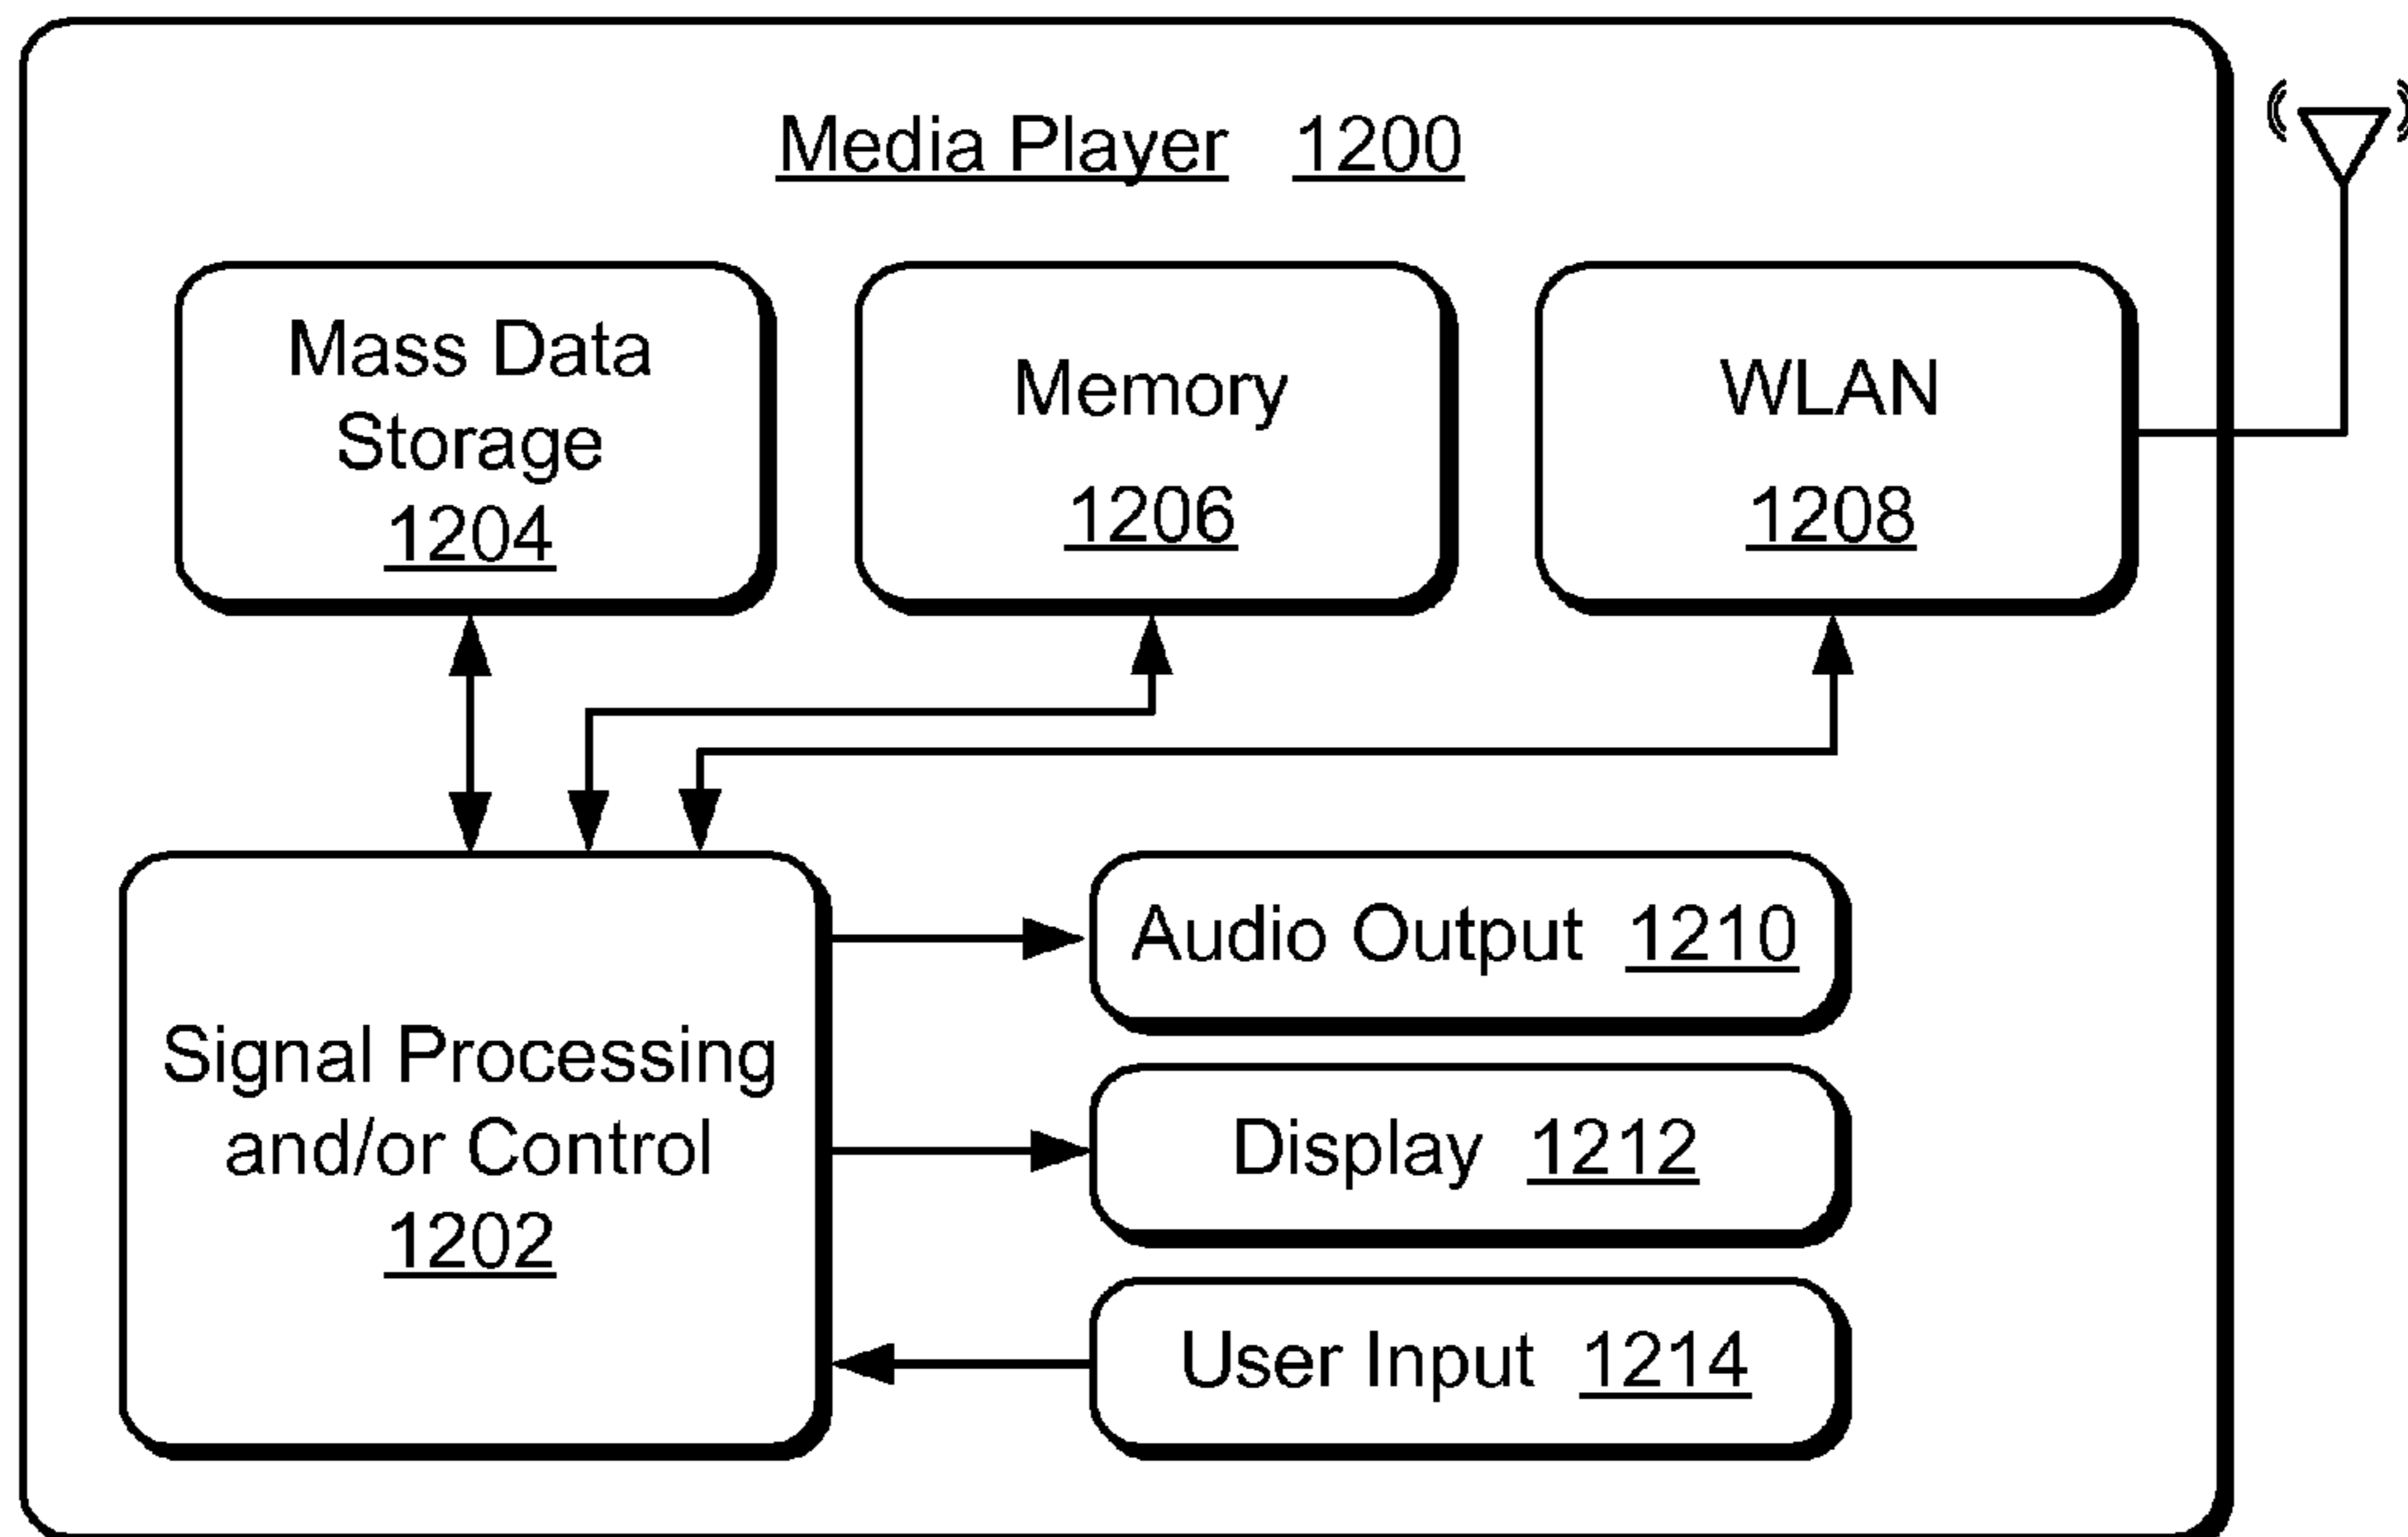 Media Player 1200
Mass Data
Storage
1204
Memory
1206
WLAN
1208
Signal Processing
and/or Control
1202
Audio Output 1210
Display 1212
User Input 1214